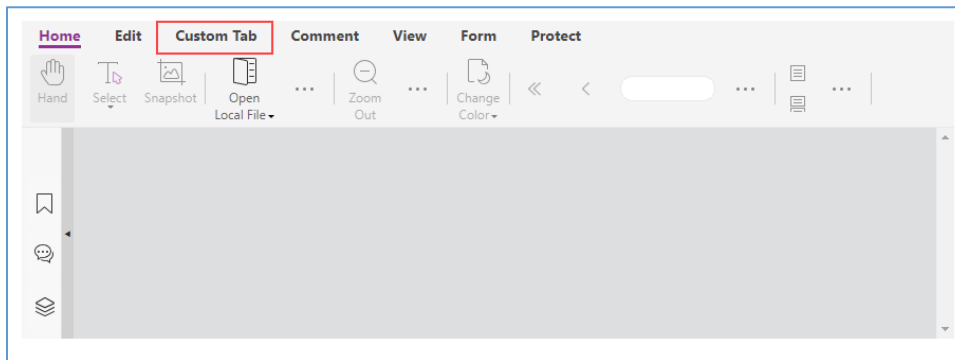 Home Edit Custom Tab Comment View Form Protect
Hand Select Snapshot Open Zoom Change
Local File Out Color